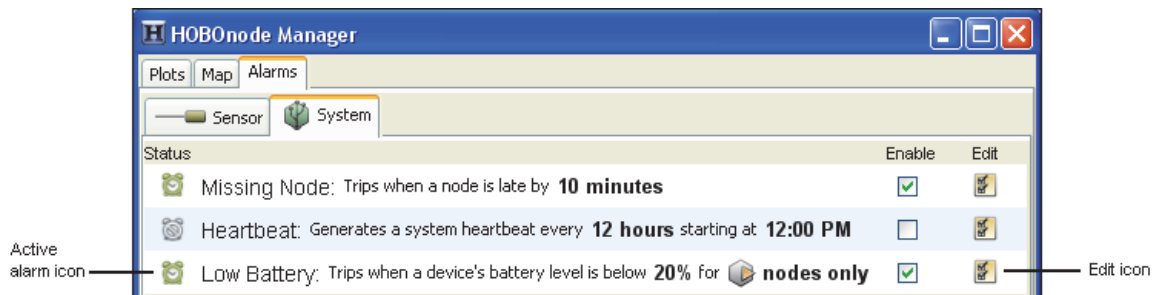 HOBOnode Manager
Plots Map Alarms
Sensor System
Status Enable Edit
Missing Node: Trips when a node is late by 10 minutes
Heartbeat: Generates a system heartbeat every 12 hours starting at 12:00 PM
Low Battery: Trips when a device's battery level is below 20% for nodes only
Active
alarm icon
Edit icon